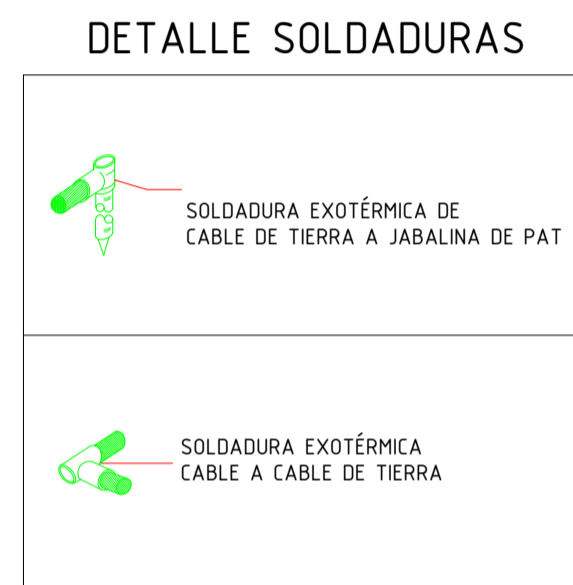 DETALLE SOLDADURAS
SOLDADURA EXOTÉRMICA DE
CABLE DE TIERRA A JABALINA DE PAT
SOLDADURA EXOTÉRMICA
CABLE A CABLE DE TIERRA